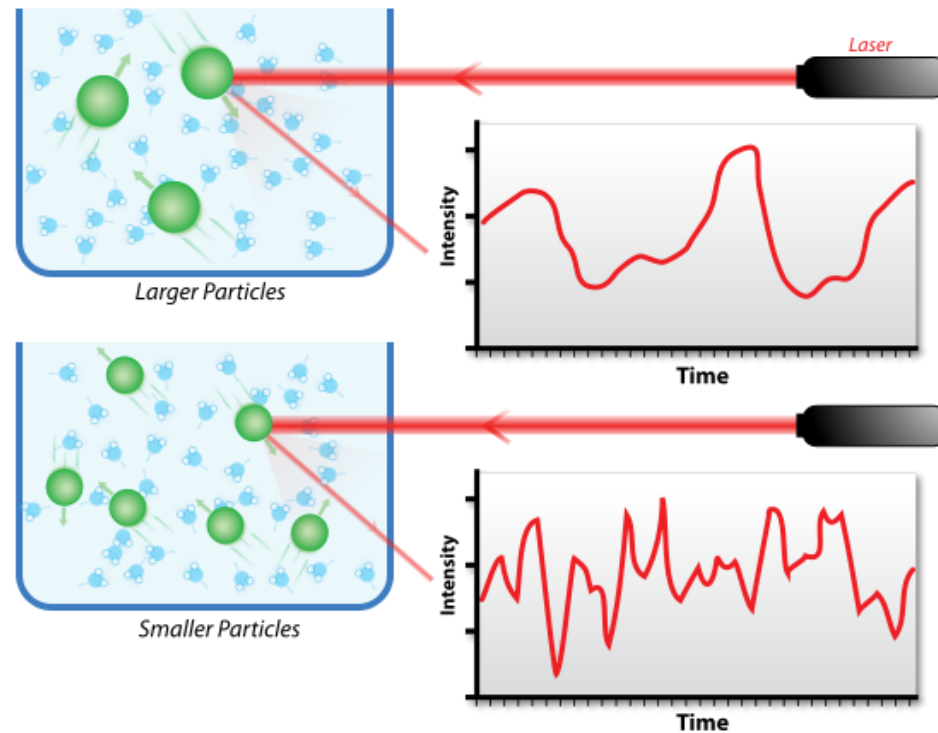 Laser
Intensity
Time
Larger Particles
Intensity
Time
Smaller Particles